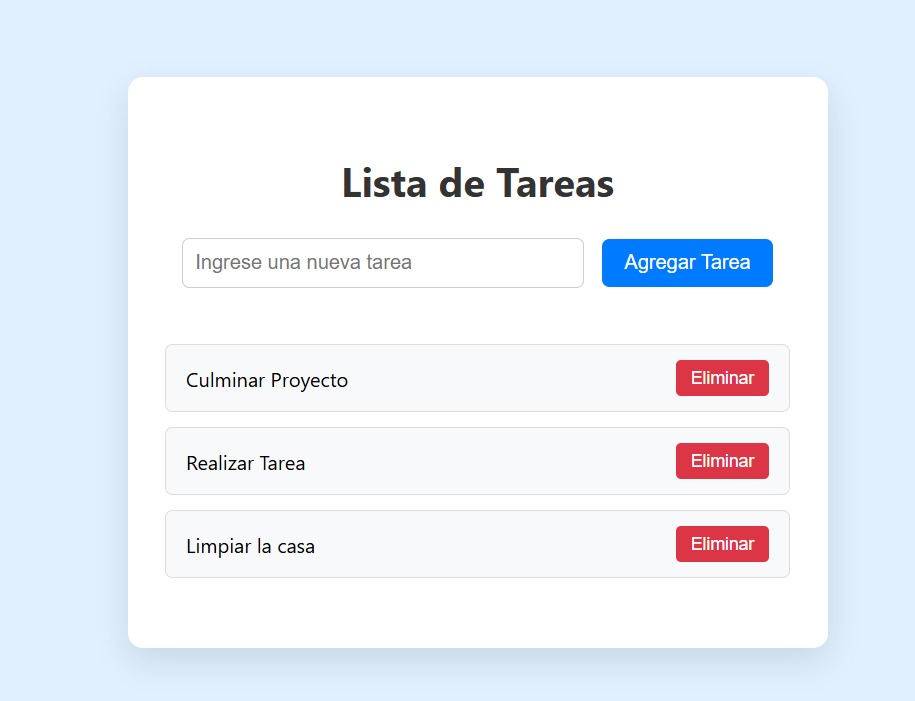 Lista de Tareas
Ingrese una nueva tarea Agregar Tarea
Culminar Proyecto Eliminar
Realizar Tarea Eliminar
Limpiar la casa Eliminar